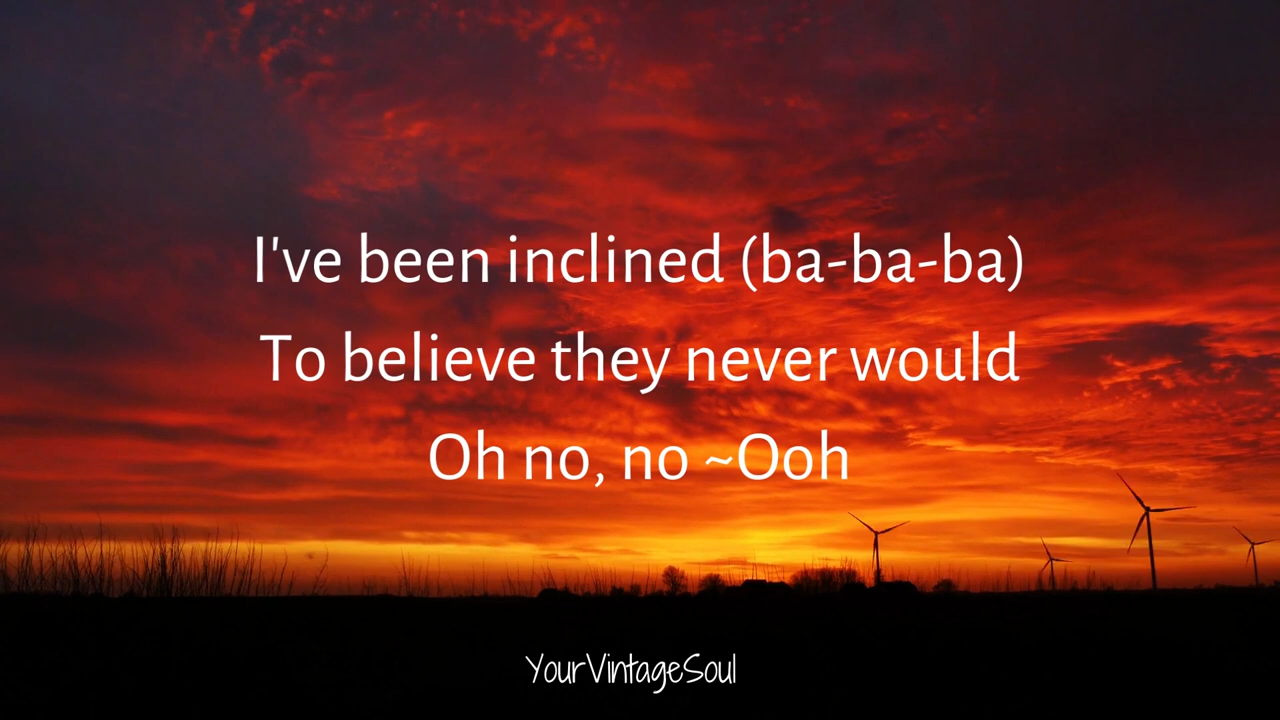 I've been inclined (ba-ba-ba)
To believe they never would
Oh no, no ~Ooh
YourVintageSoul